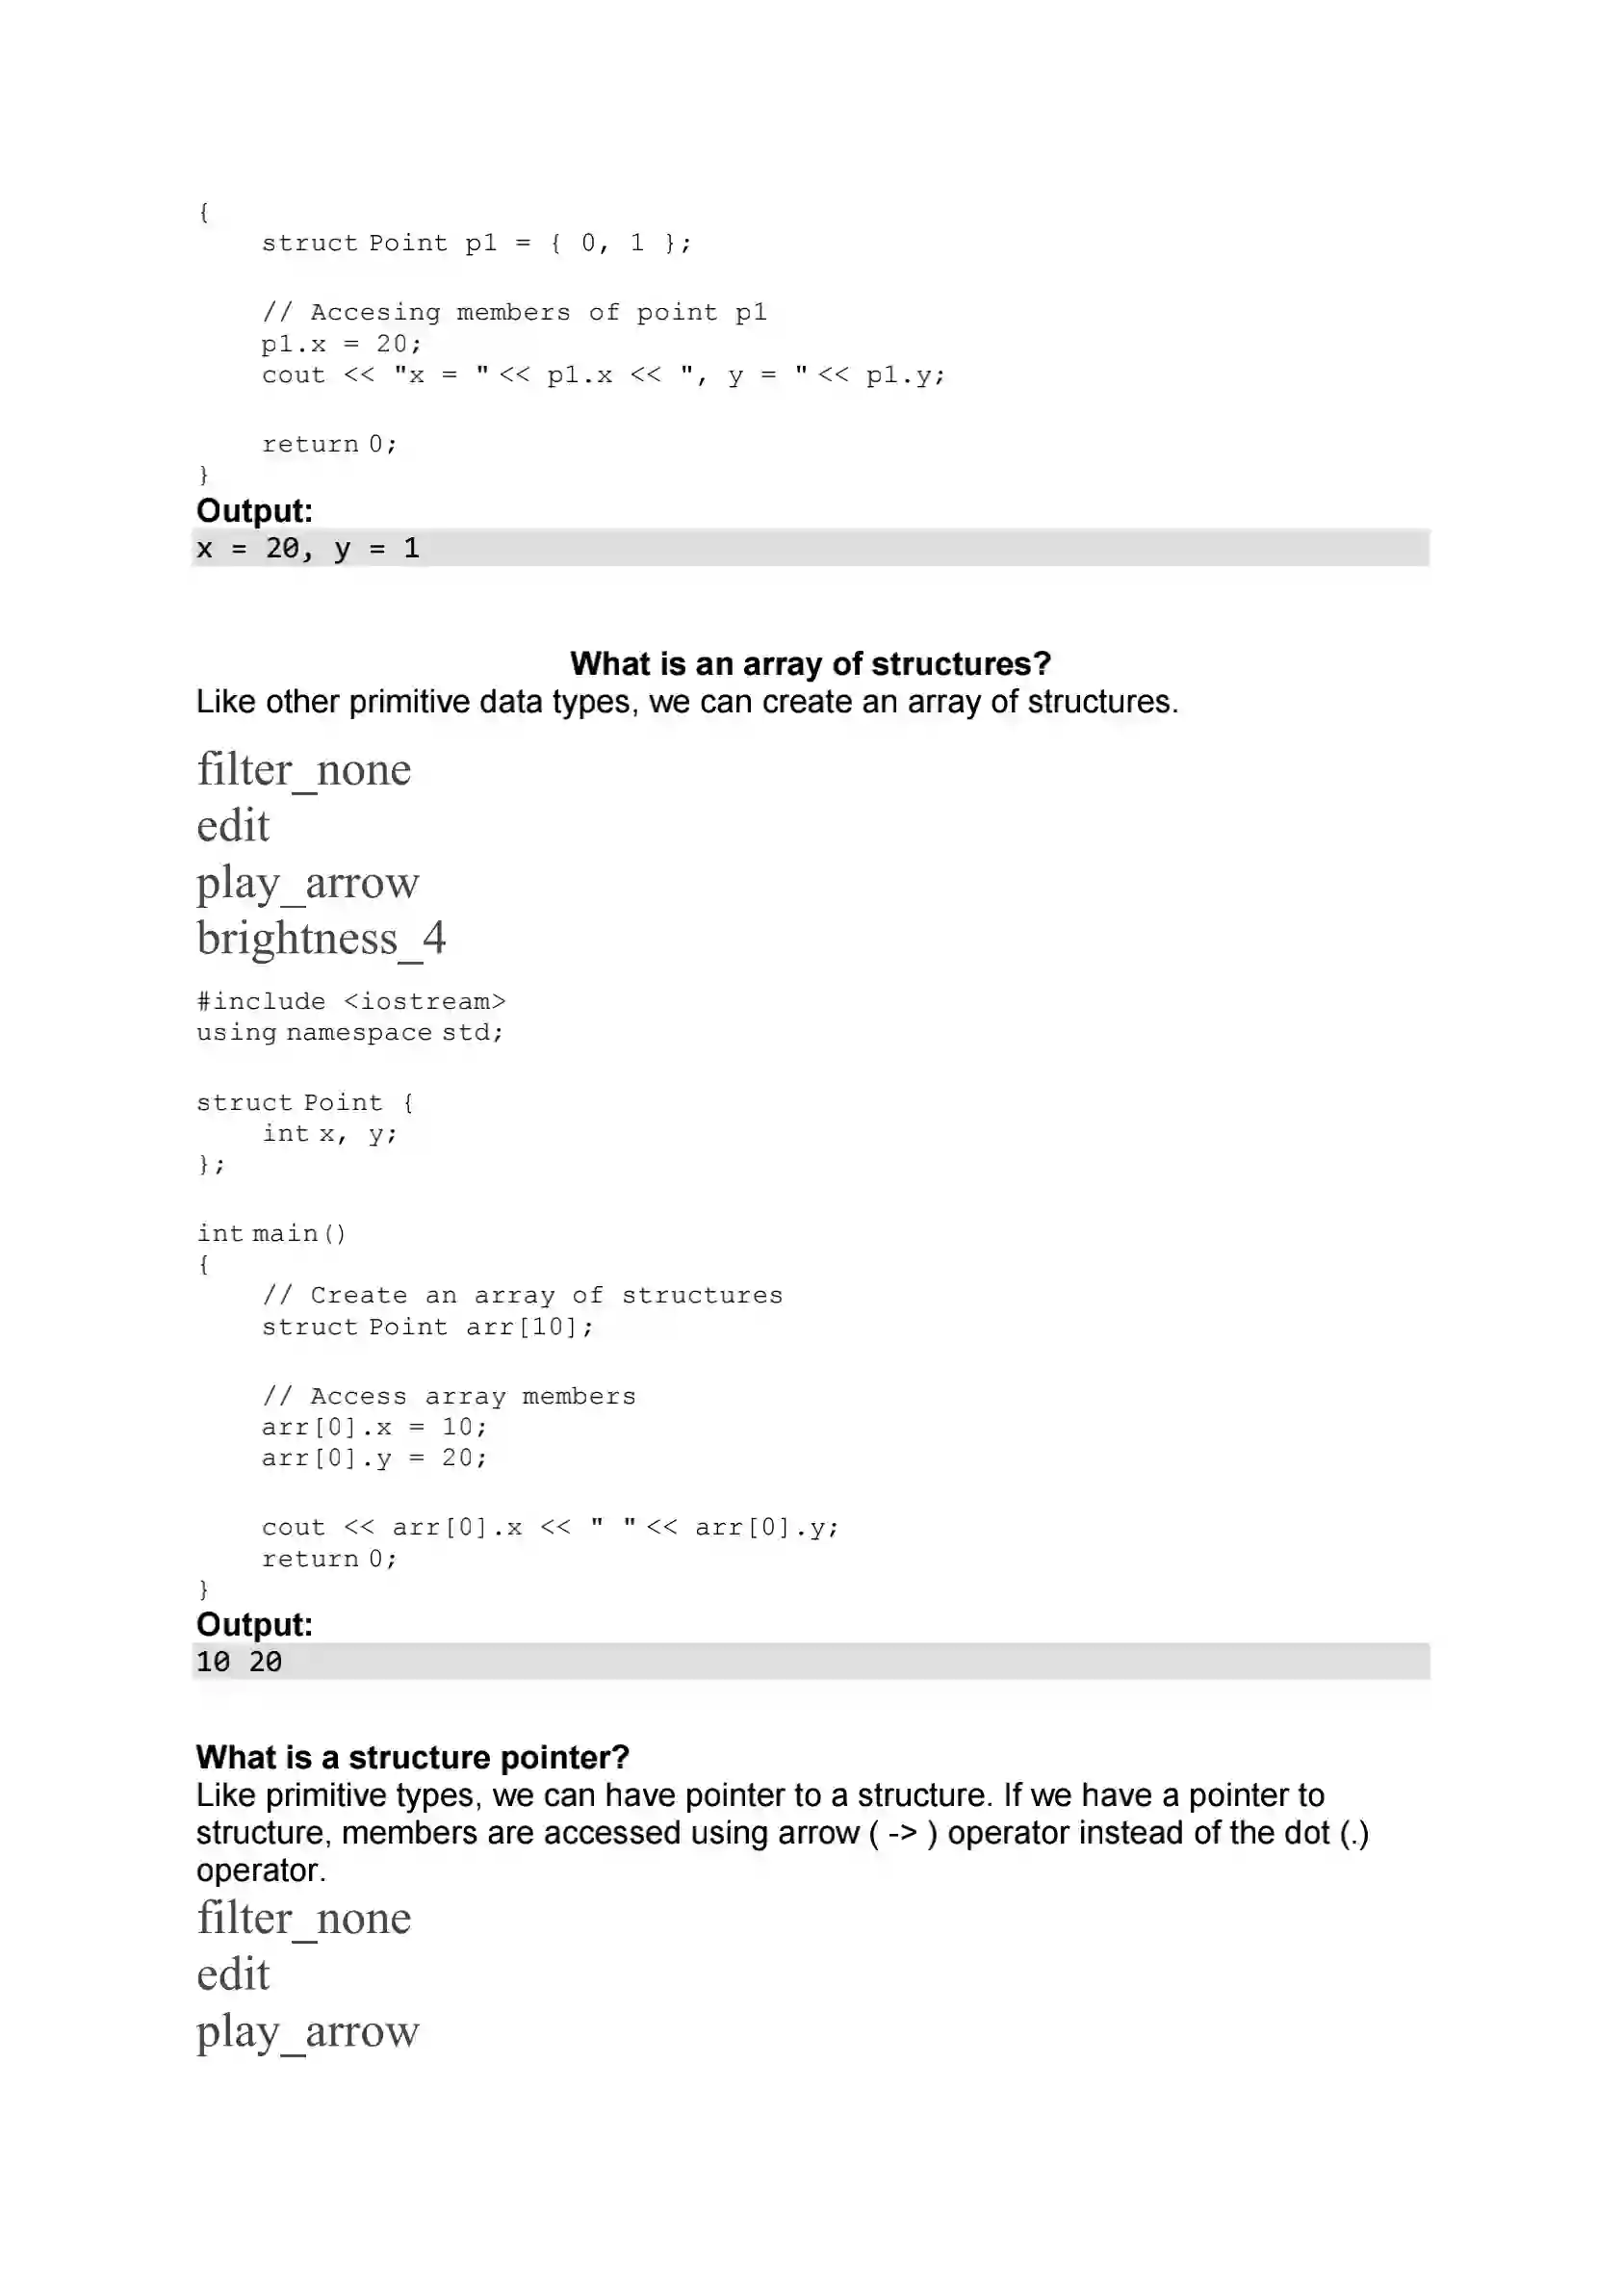 {
    struct Point p1 = { 0, 1 };
    // Accesing members of point p1
    p1.x = 20;
    cout << "x = " << p1.x << ", y = " << p1.y;
    return 0;
}
Output:
x = 20, y = 1
What is an array of structures?
Like other primitive data types, we can create an array of structures.
filter_none
edit
play_arrow
brightness_4
#include <iostream>
using namespace std;
struct Point {
    int x, y;
};
int main()
{
    // Create an array of structures
    struct Point arr[10];
    // Access array members
    arr[0].x = 10;
    arr[0].y = 20;
    cout << arr[0].x << " " << arr[0].y;
    return 0;
}
Output:
10 20
What is a structure pointer?
Like primitive types, we can have pointer to a structure. If we have a pointer to
structure, members are accessed using arrow ( -> ) operator instead of the dot (.)
operator.
filter_none
edit
play_arrow